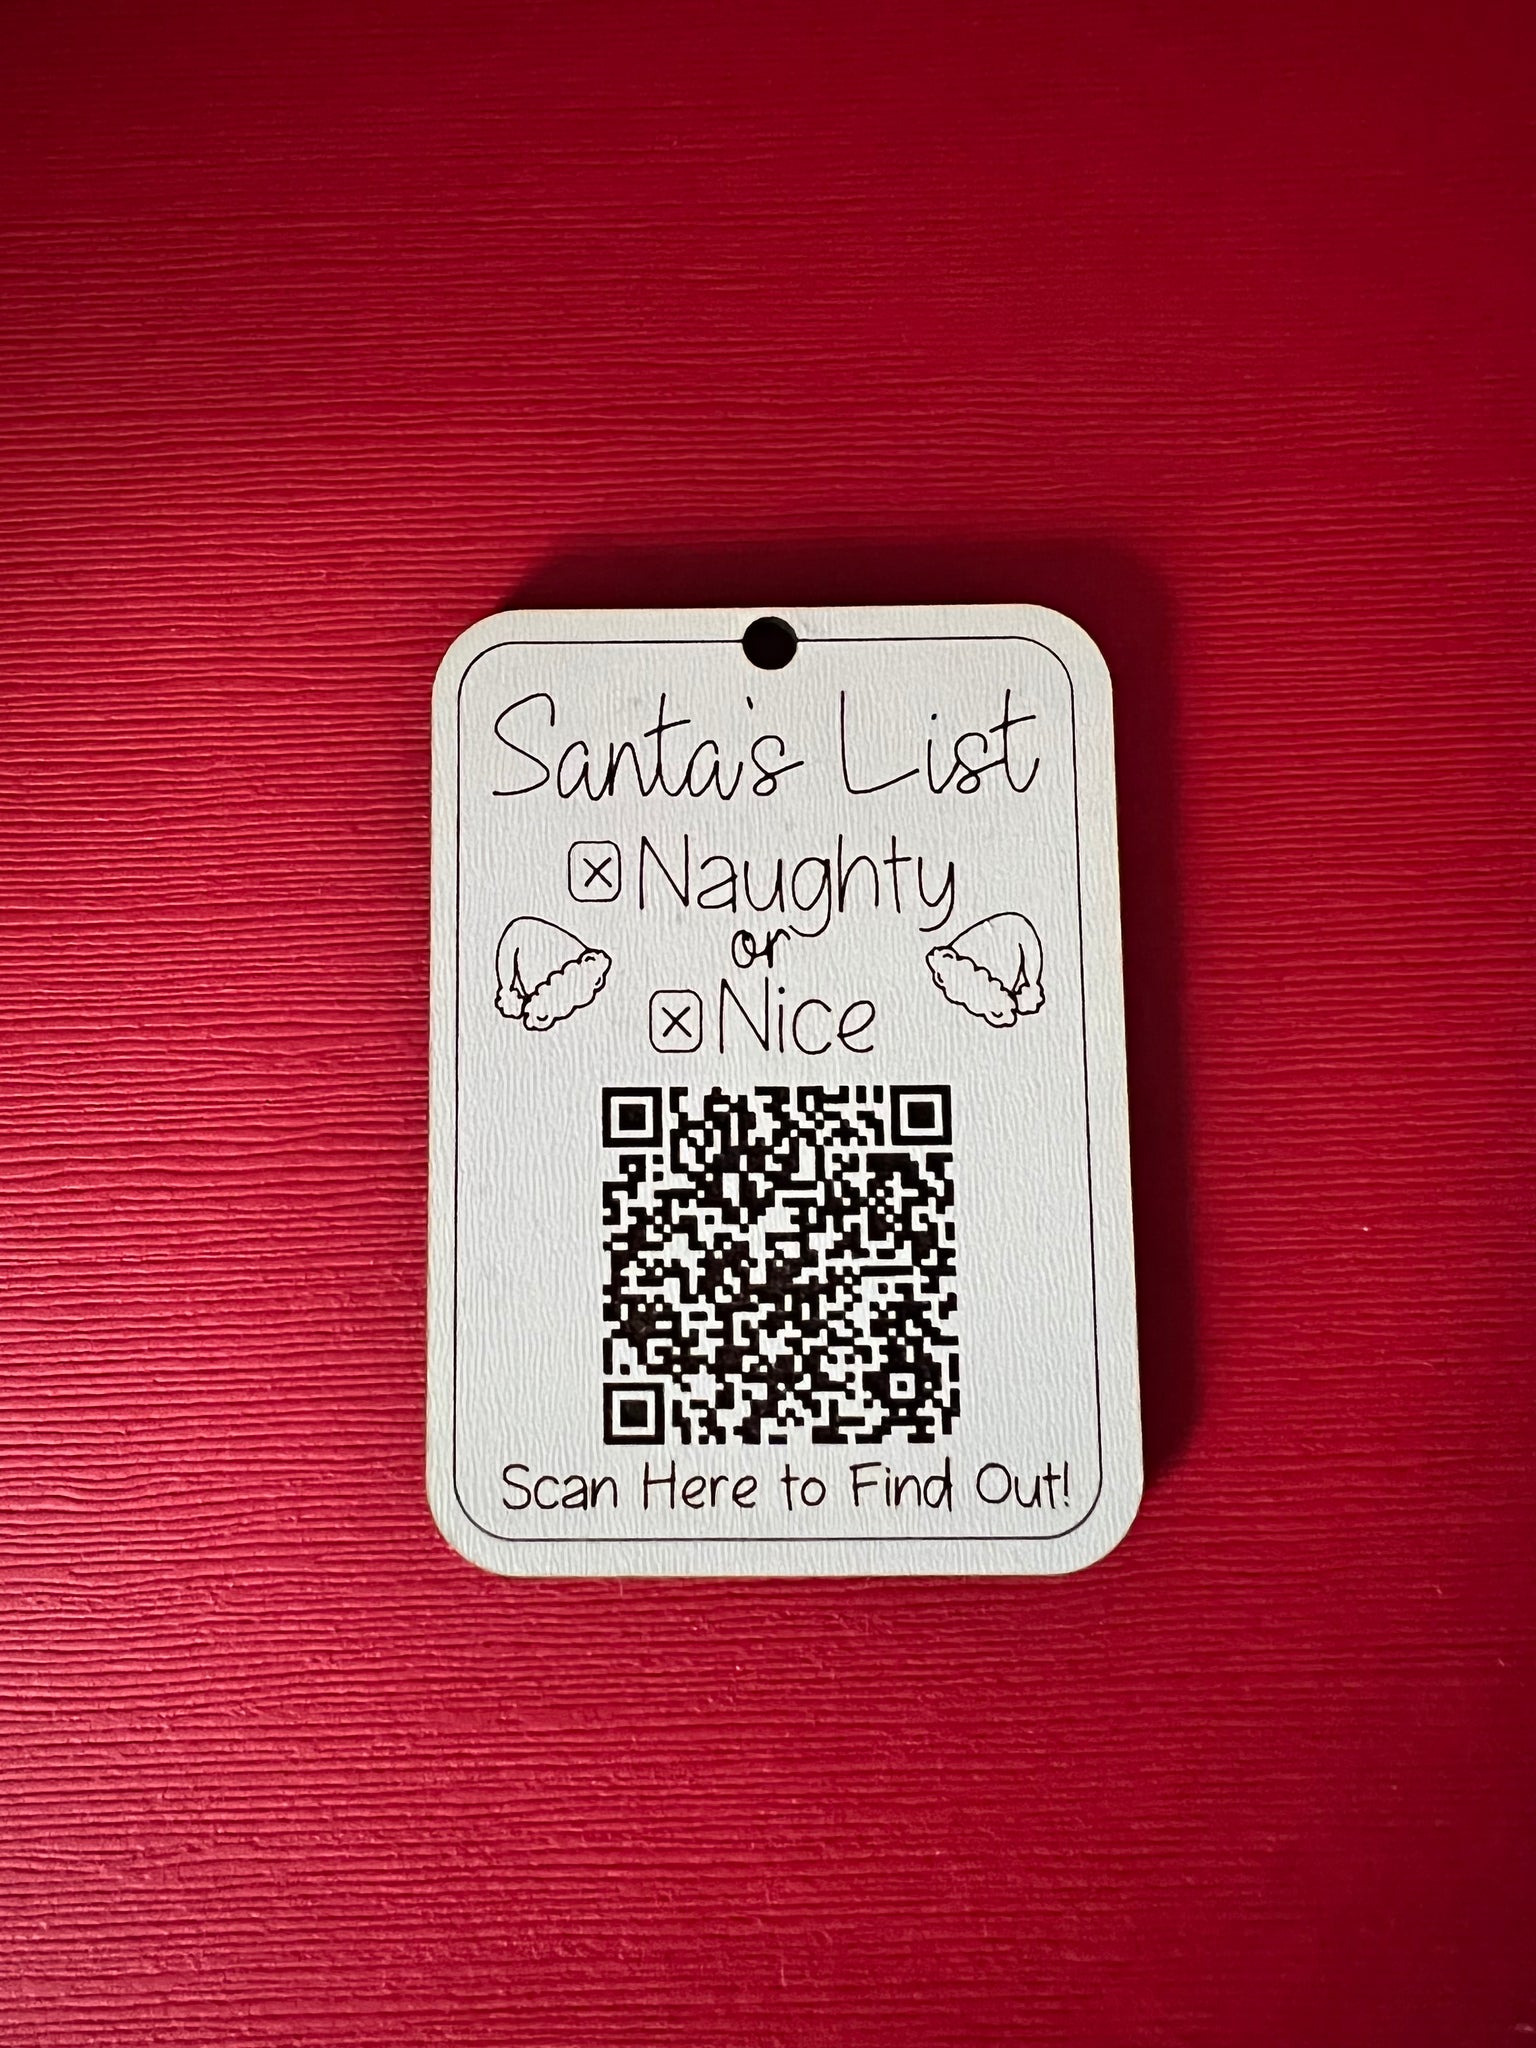 Santa's List
☒ Naughty
or
☒ Nice
Scan Here to Find Out!